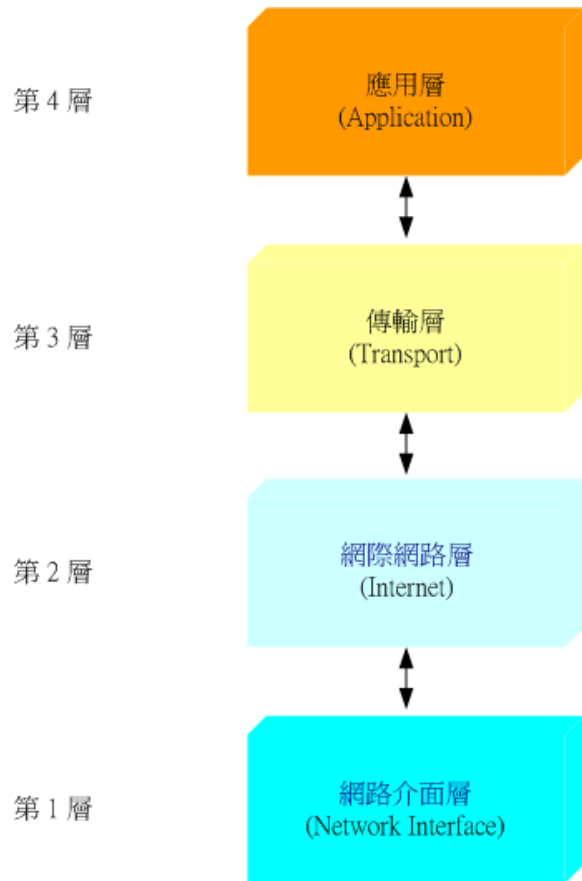 第 4 層
應用層
(Application)
第 3 層
傳輸層
(Transport)
第 2 層
網際網路層
(Internet)
第 1 層
網路介面層
(Network Interface)